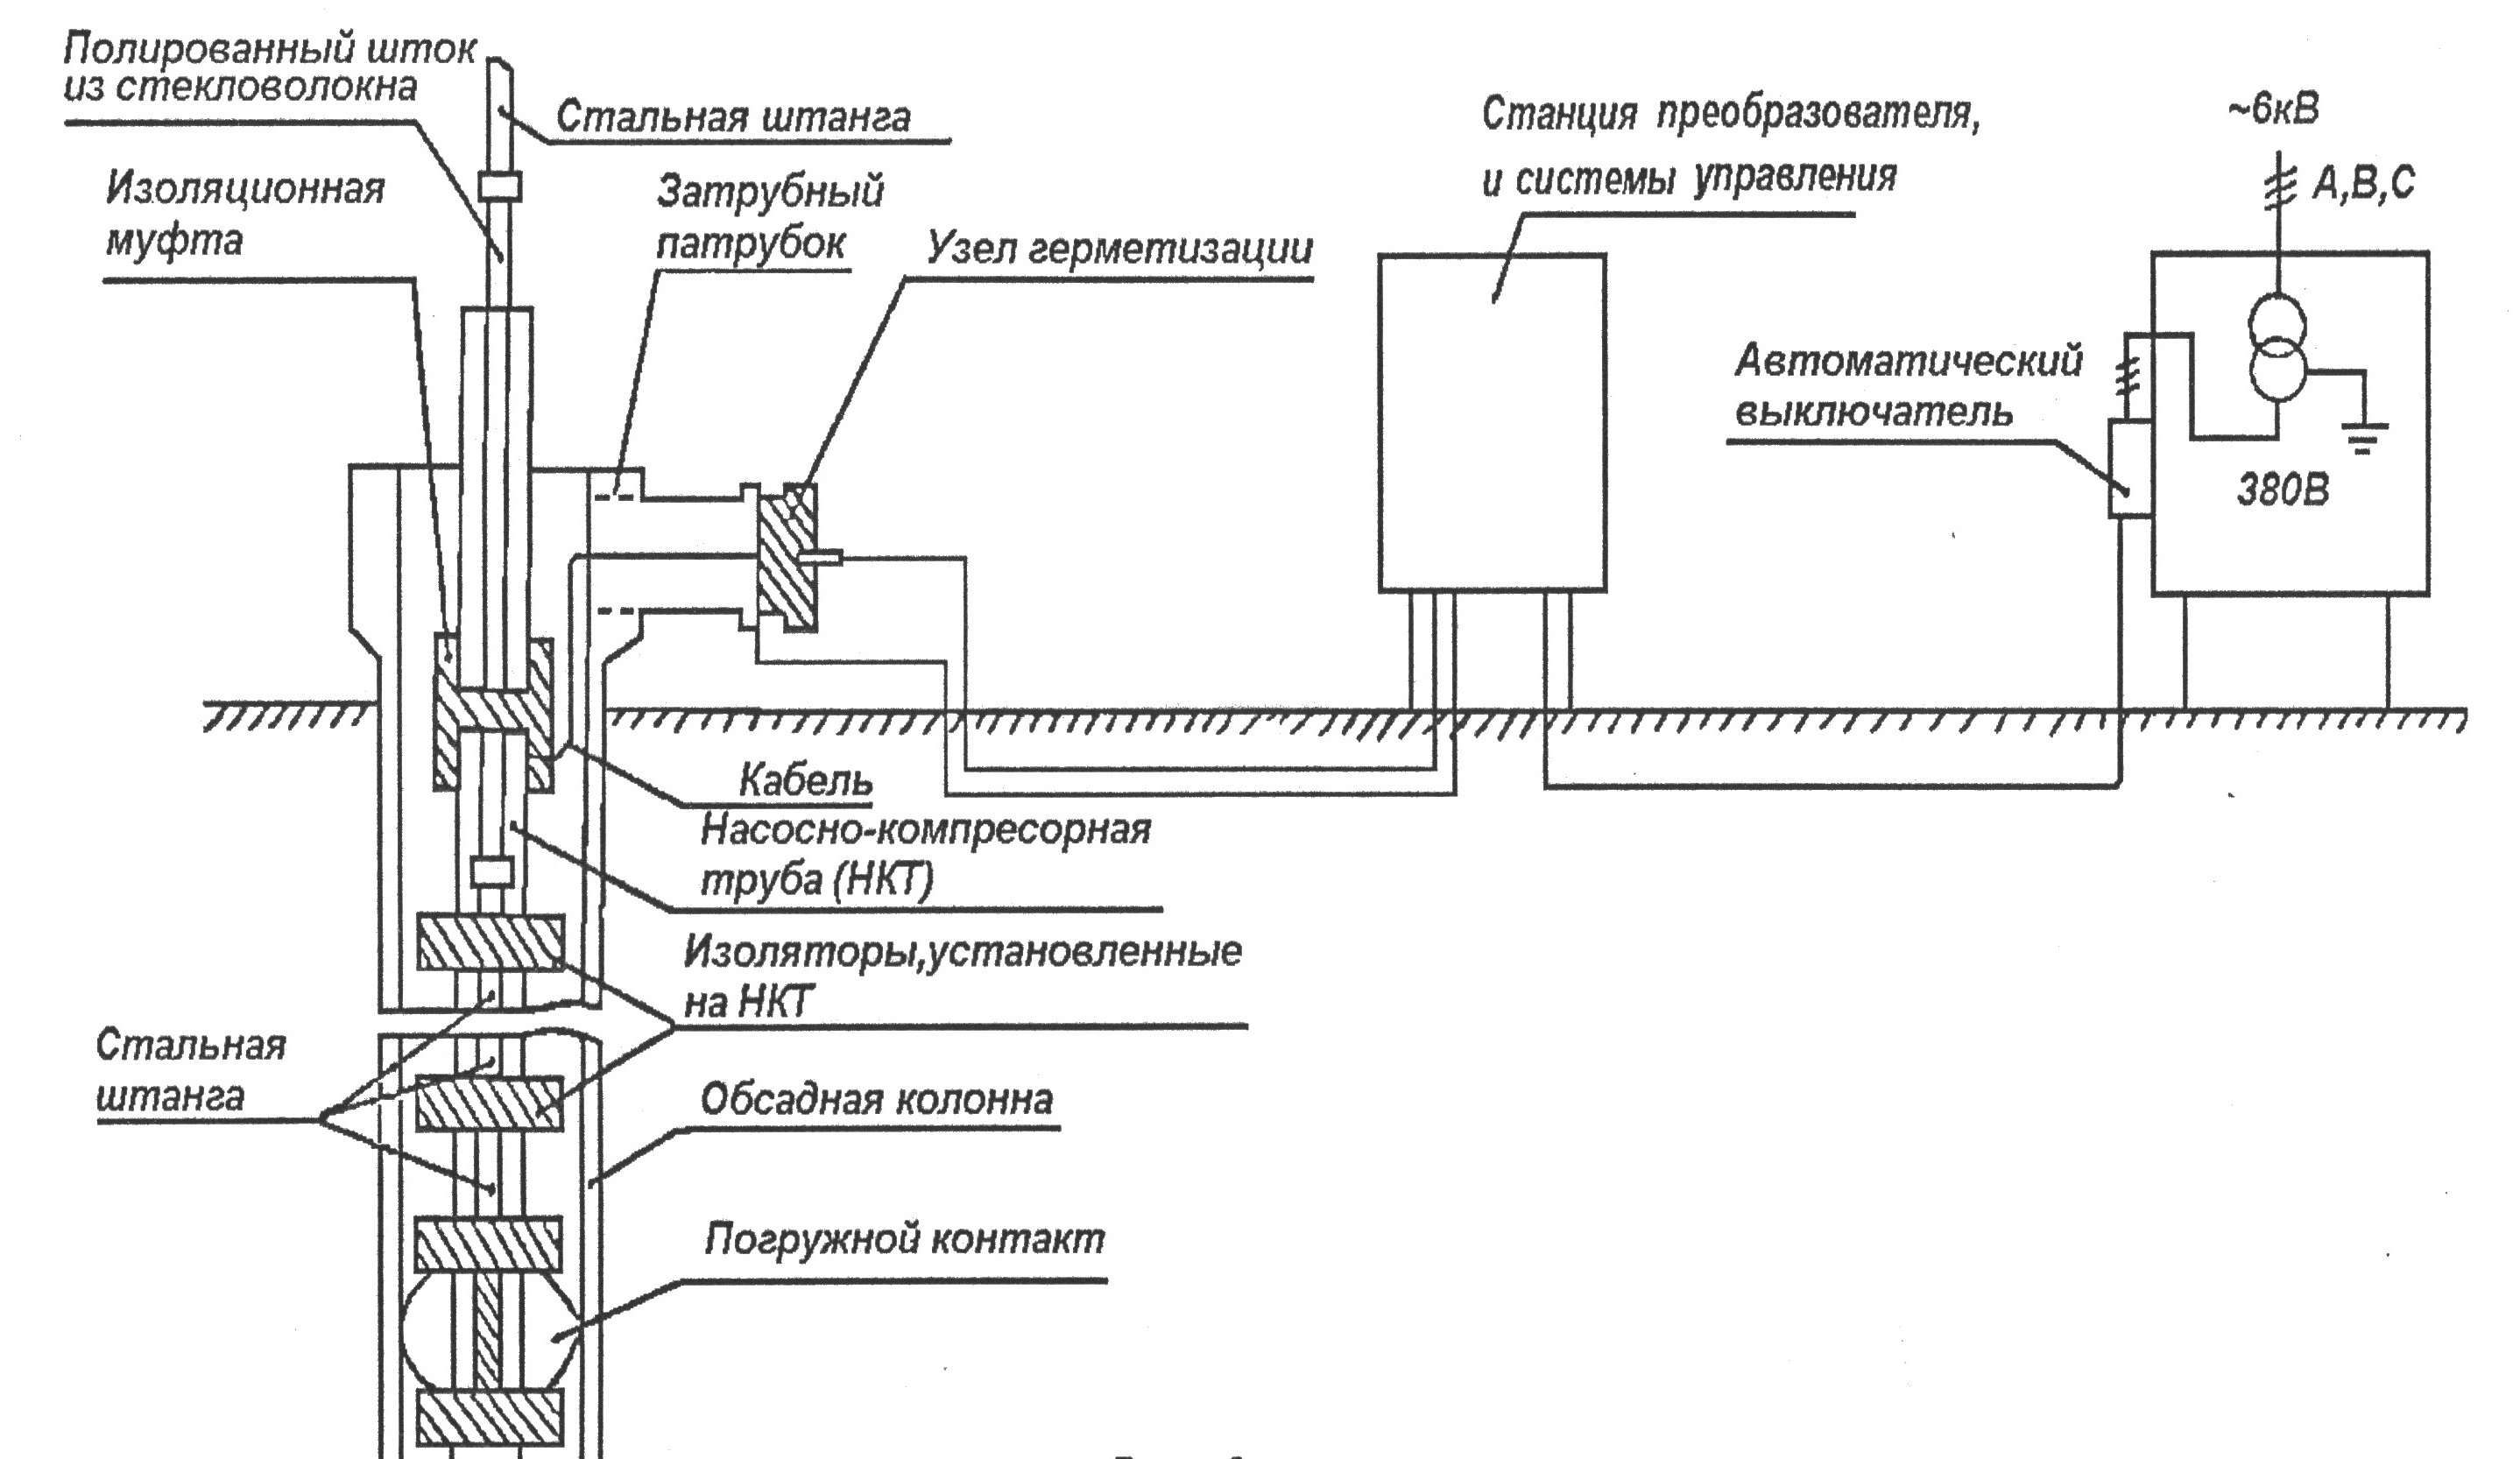 Полированный шток
из стекловолокна
Стальная штанга
Изоляционная
муфта
Затрубный
патрубок
Узел герметизации
Станция преобразователя,
и системы управления
~6кВ
А,В,С
Автоматический
выключатель
380В
Кабель
Насосно-компресорная
труба (НКТ)
Изоляторы,установленные
на НКТ
Стальная
штанга
Обсадная колонна
Погружной контакт